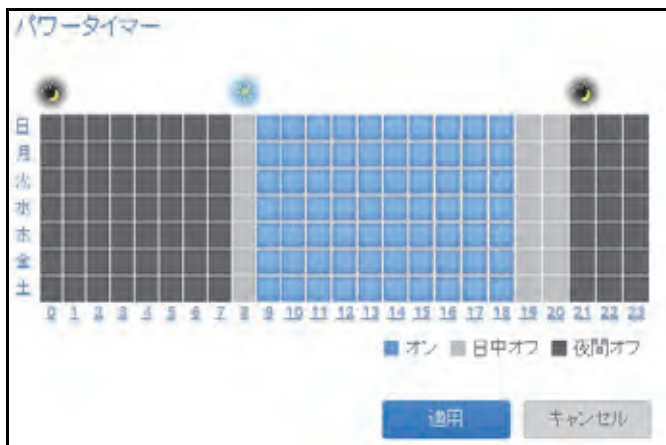 パワータイマー
日
月
火
水
木
金
土
0 1 2 3 4 5 6 7 8 9 10 11 12 13 14 15 16 17 18 19 20 21 22 23
オン 日中オフ 夜間オフ
適用 キャンセル